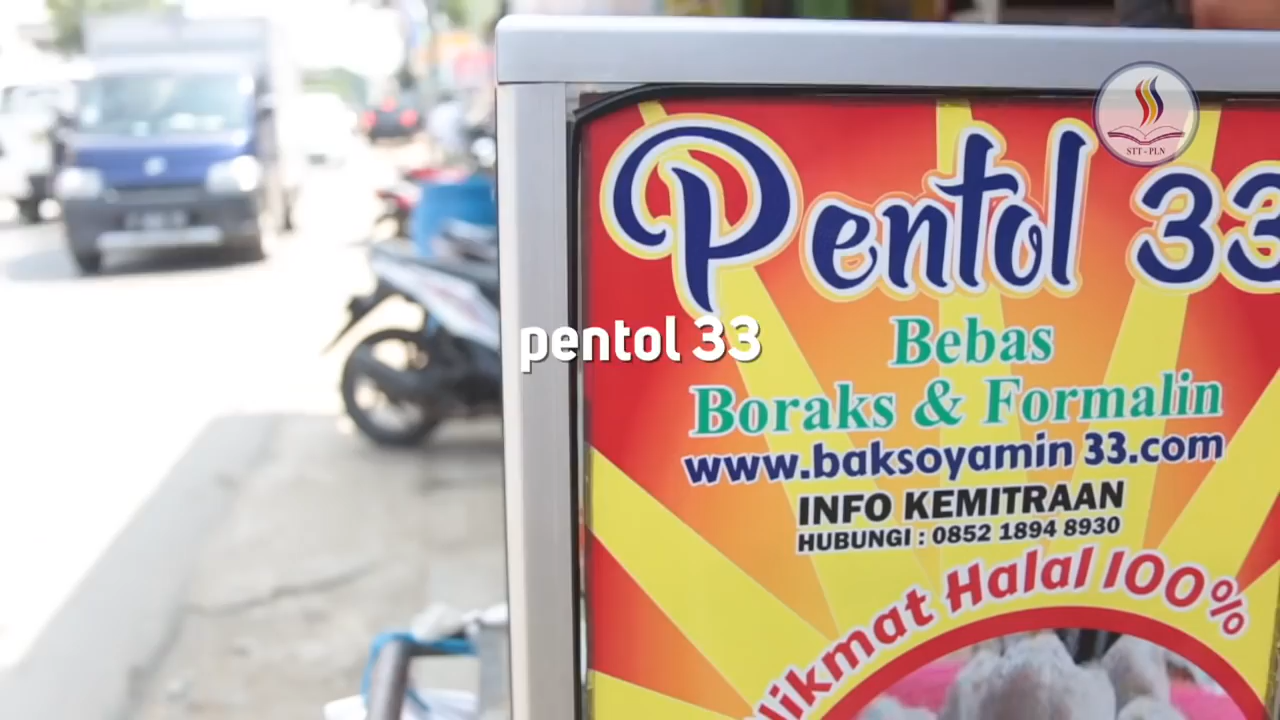 Pentol 33
STT - PLN
pentol 33
Bebas
Boraks & Formalin
www.baksoyamin 33.com
INFO KEMITRAAN
HUBUNGI : 0852 1894 8930
Nikmat Halal 100%